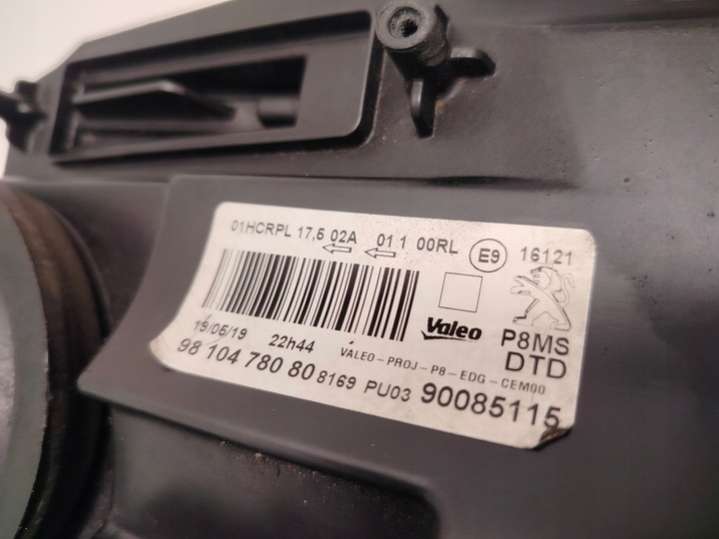 01HCRPL 17,5 02A 01 1 00RL E9 16121
Valeo P8MS
19/06/19 22h44 VALEO-PROJ-P8-EDG-CEM00 DTD
98 104 780 80 8169 PU03 90085115